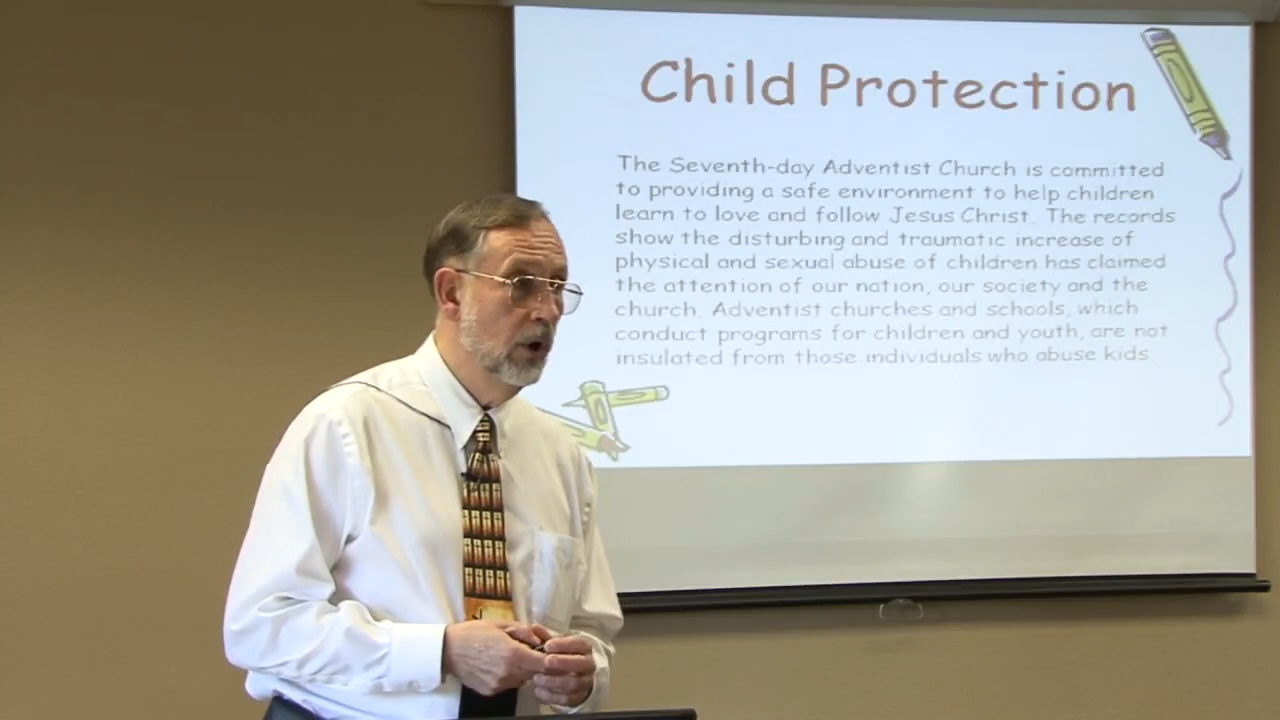 Child Protection
The Seventh-day Adventist Church is committed
to providing a safe environment to help children
learn to love and follow Jesus Christ. The records
show the disturbing and traumatic increase of
physical and sexual abuse of children has claimed
the attention of our nation, our society and the
church. Adventist churches and schools, which
conduct programs for children and youth, are not
insulated from those individuals who abuse kids.